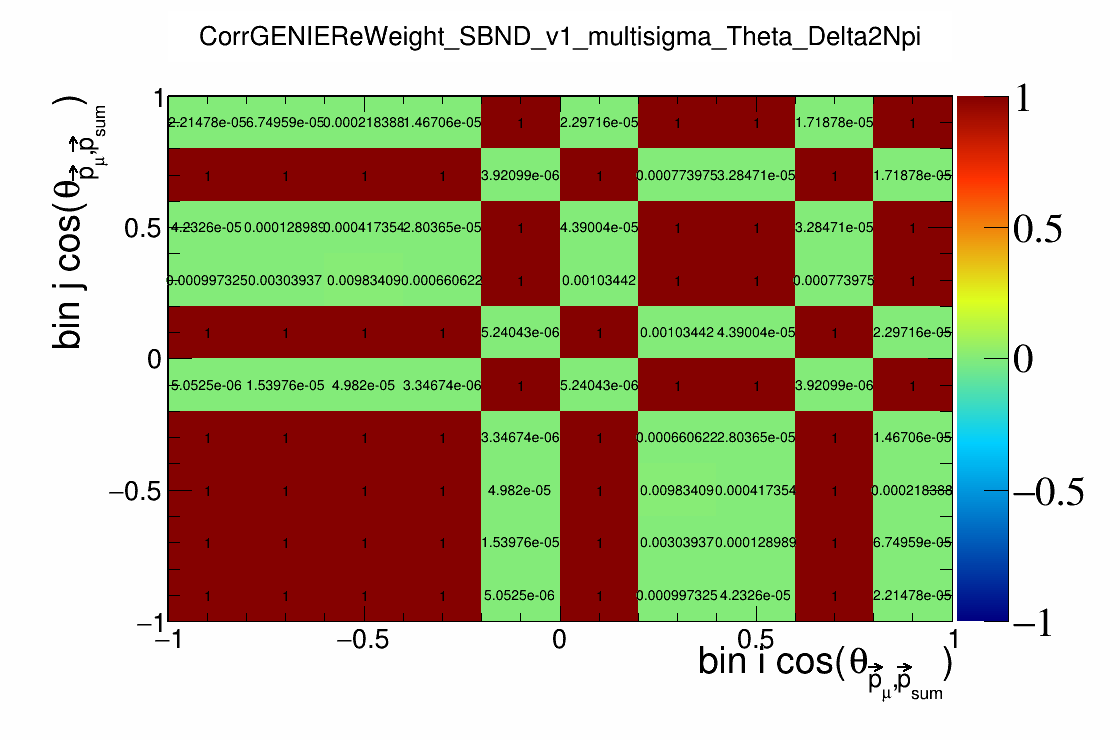 CorrGENIEReWeight_SBND_v1_multisigma_Theta_Delta2Npi
bin j cos(θ p⃗μ,p⃗sum)
1
0.5
0
−0.5
−1
2.21478e-05 6.74959e-05 0.000218388 1.46706e-05 1 2.29716e-05 1 1 1.71878e-05 1
1 1 1 1 3.92099e-06 1 0.000773975 3.28471e-05 1 1.71878e-05
4.2326e-05 0.000128989 0.000417354 2.80365e-05 1 4.39004e-05 1 1 3.28471e-05 1
0.000997325 0.00303937 0.00983409 0.000660622 1 0.00103442 1 1 0.000773975 1
1 1 1 1 5.24043e-06 1 0.00103442 4.39004e-05 1 2.29716e-05
5.0525e-06 1.53976e-05 4.982e-05 3.34674e-06 1 5.24043e-06 1 1 3.92099e-06 1
1 1 1 1 3.34674e-06 1 0.000660622 2.80365e-05 1 1.46706e-05
1 1 1 1 4.982e-05 1 0.00983409 0.000417354 1 0.000218388
1 1 1 1 1.53976e-05 1 0.00303937 0.000128989 1 6.74959e-05
1 1 1 1 5.0525e-06 1 0.000997325 4.2326e-05 1 2.21478e-05
−1 −0.5 0 0.5 1
bin i cos(θ p⃗μ,p⃗sum)
1
0.5
0
−0.5
−1